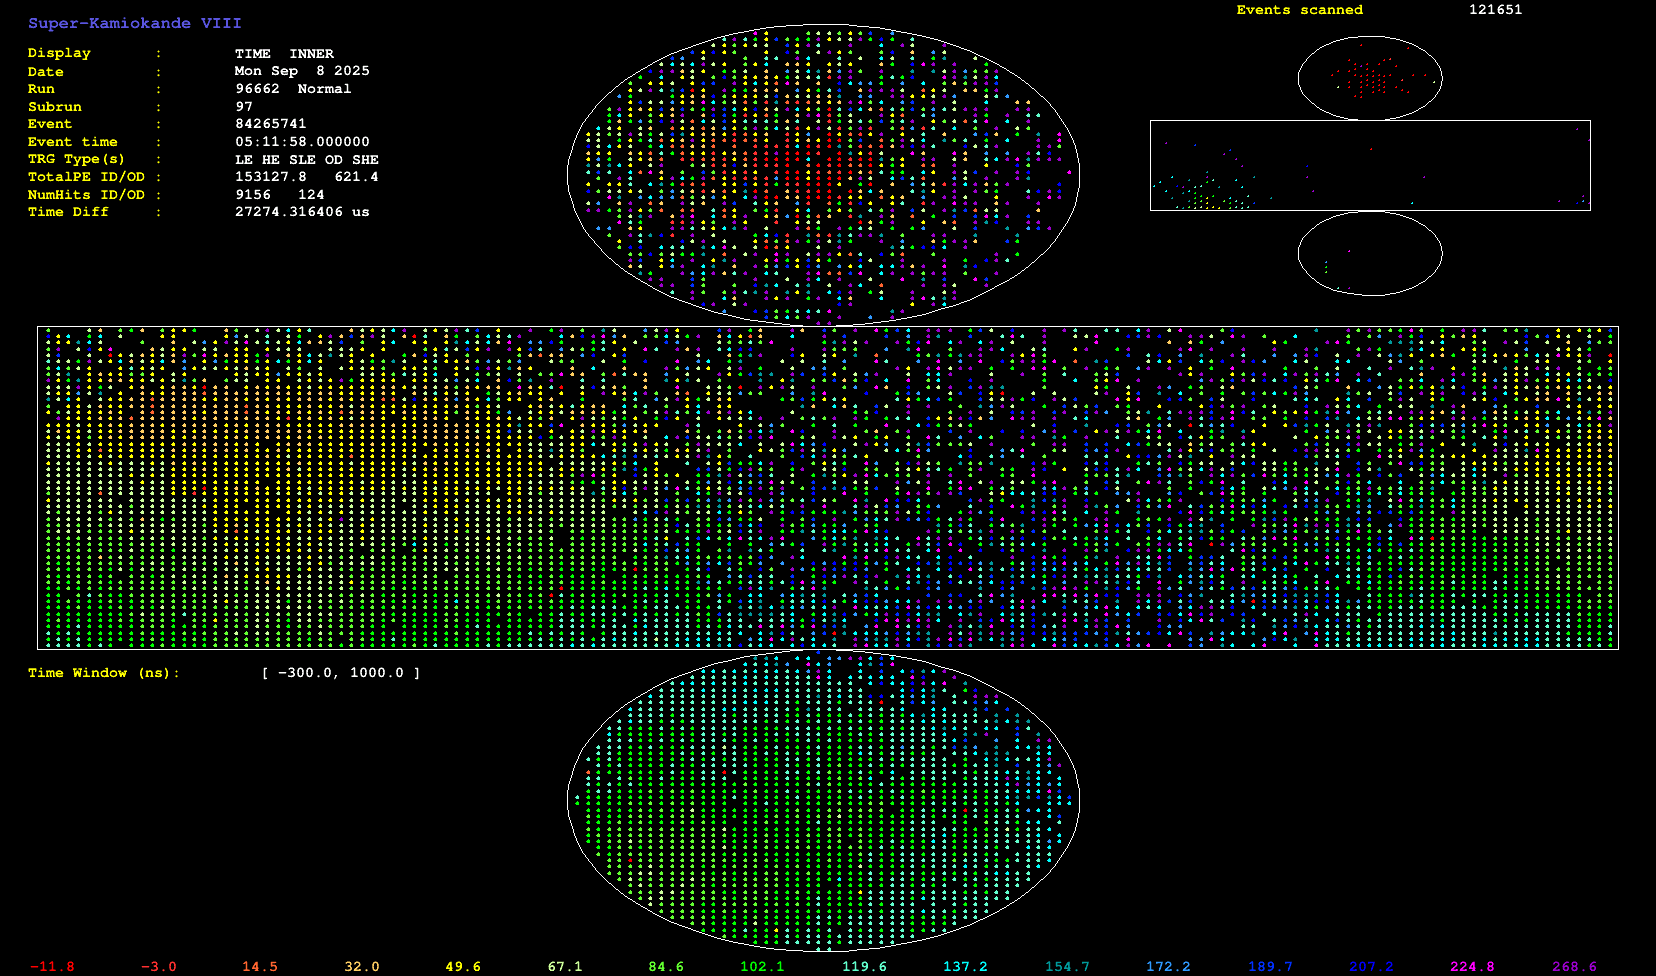 Super-Kamiokande VIII
Events scanned 121651
Display : TIME INNER
Date : Mon Sep 8 2025
Run : 96662 Normal
Subrun : 97
Event : 84265741
Event time : 05:11:58.000000
TRG Type(s) : LE HE SLE OD SHE
TotalPE ID/OD : 153127.8 621.4
NumHits ID/OD : 9156 124
Time Diff : 27274.316406 us
Time Window (ns): [ -300.0, 1000.0 ]
-11.8 -3.0 14.5 32.0 49.6 67.1 84.6 102.1 119.6 137.2 154.7 172.2 189.7 207.2 224.8 268.6